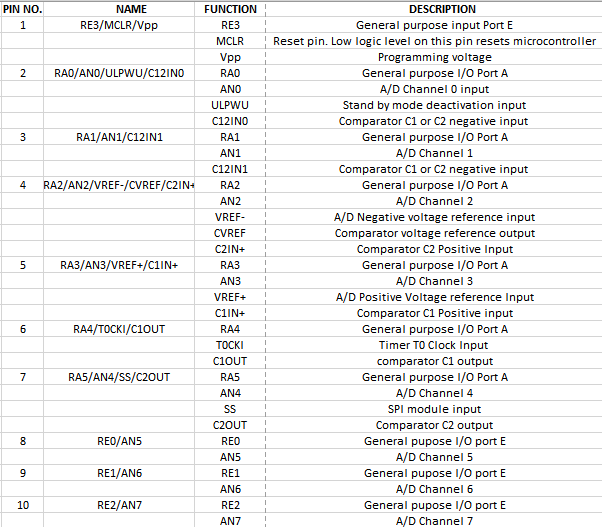 PIN NO. NAME FUNCTION DESCRIPTION
1 RE3/MCLR/Vpp RE3 General purpose input Port E
MCLR Reset pin. Low logic level on this pin resets microcontroller
Vpp Programming voltage
2 RA0/AN0/ULPWU/C12IN0 RA0 General purpose I/O Port A
AN0 A/D Channel 0 input
ULPWU Stand by mode deactivation input
C12IN0 Comparator C1 or C2 negative input
3 RA1/AN1/C12IN1 RA1 General purpose I/O Port A
AN1 A/D Channel 1
C12IN1 Comparator C1 or C2 negative input
4 RA2/AN2/VREF-/CVREF/C2IN+ RA2 General purpose I/O Port A
AN2 A/D Channel 2
VREF- A/D Negative voltage reference input
CVREF Comparator voltage reference output
C2IN+ Comparator C2 Positive Input
5 RA3/AN3/VREF+/C1IN+ RA3 General purpose I/O Port A
AN3 A/D Channel 3
VREF+ A/D Positive Voltage reference Input
C1IN+ Comparator C1 Positive input
6 RA4/T0CKI/C1OUT RA4 General purpose I/O Port A
T0CKI Timer T0 Clock Input
C1OUT comparator C1 output
7 RA5/AN4/SS/C2OUT RA5 General purpose I/O Port A
AN4 A/D Channel 4
SS SPI module input
C2OUT Comparator C2 output
8 RE0/AN5 RE0 General pupose I/O port E
AN5 A/D Channel 5
9 RE1/AN6 RE1 General pupose I/O port E
AN6 A/D Channel 6
10 RE2/AN7 RE2 General pupose I/O port E
AN7 A/D Channel 7